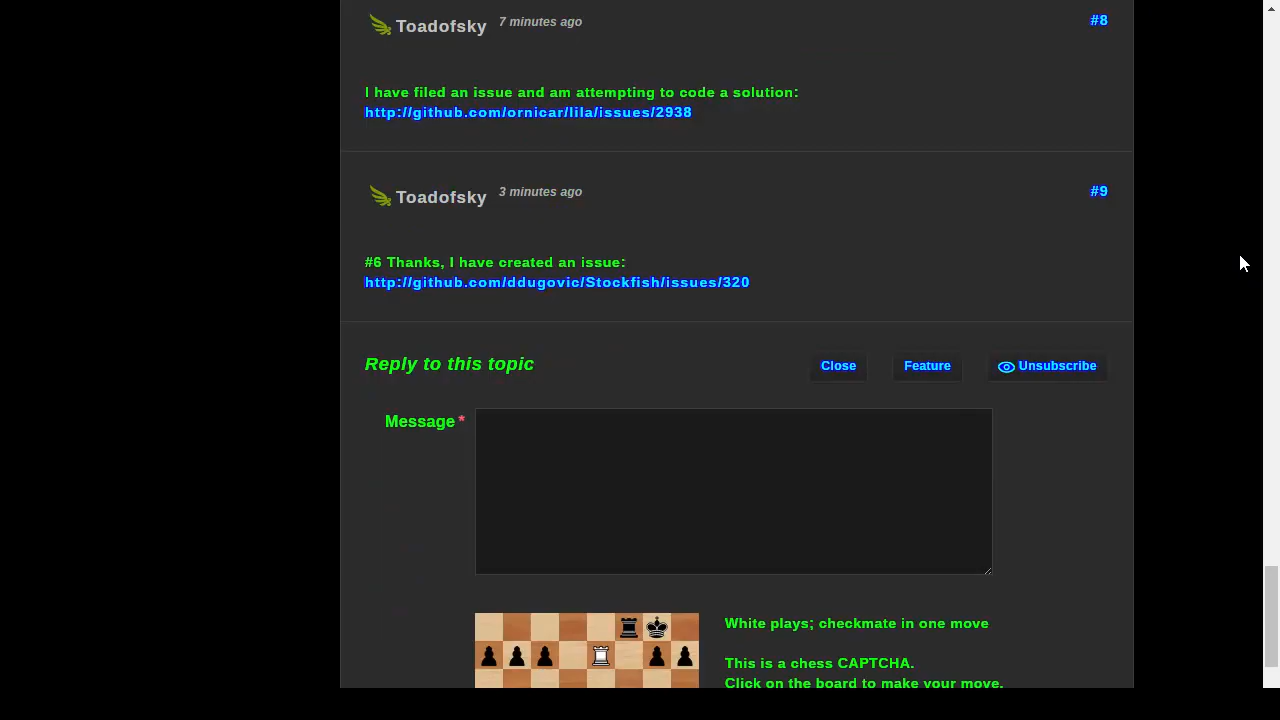 Toadofsky 7 minutes ago #8
I have filed an issue and am attempting to code a solution:
http://github.com/ornicar/lila/issues/2938
Toadofsky 3 minutes ago #9
#6 Thanks, I have created an issue:
http://github.com/ddugovic/Stockfish/issues/320
Reply to this topic Close Feature Unsubscribe
Message *
White plays; checkmate in one move
This is a chess CAPTCHA.
Click on the board to make your move.